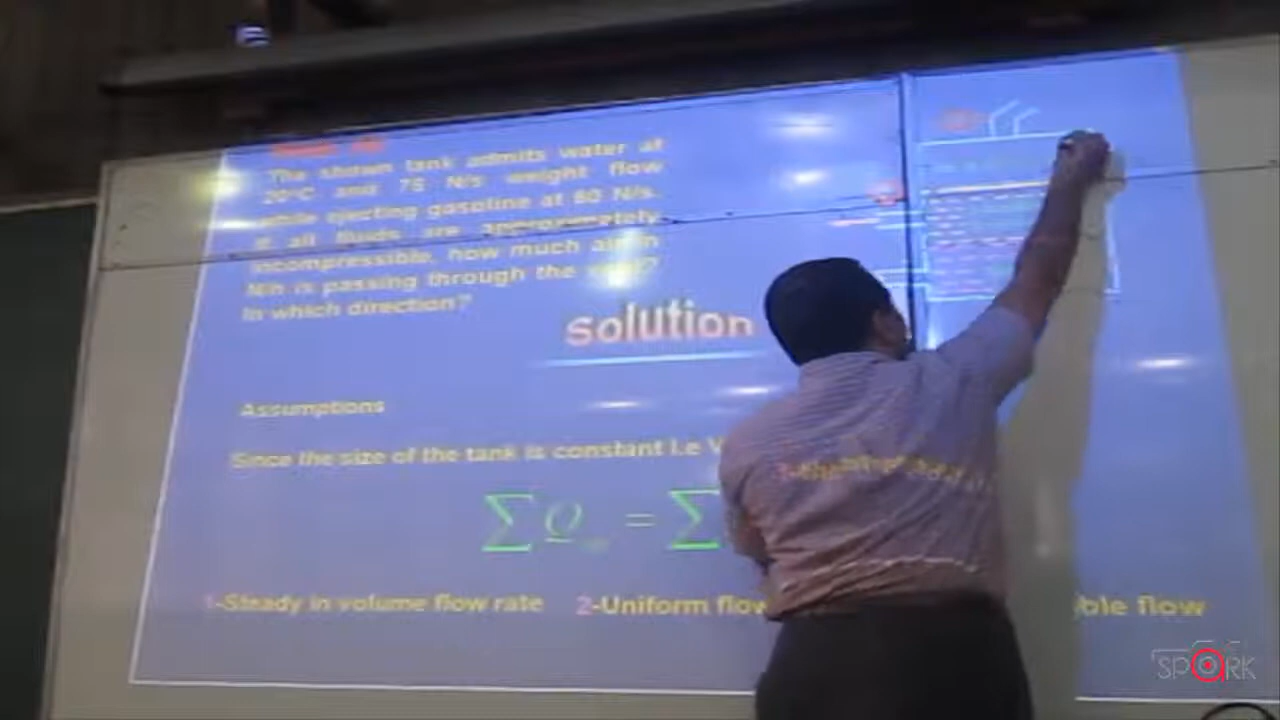 The shown tank admits water at
20°C and 75 N/s weight flow
while ejecting gasoline at 60 N/s.
If all fluids are approximately
incompressible, how much air in
N/h is passing through the
In which direction?
solution
Assumptions
Since the size of the tank is constant I.e V
∑Q = ∑
1-Steady in volume flow rate 2-Uniform flow ble flow
SPARK